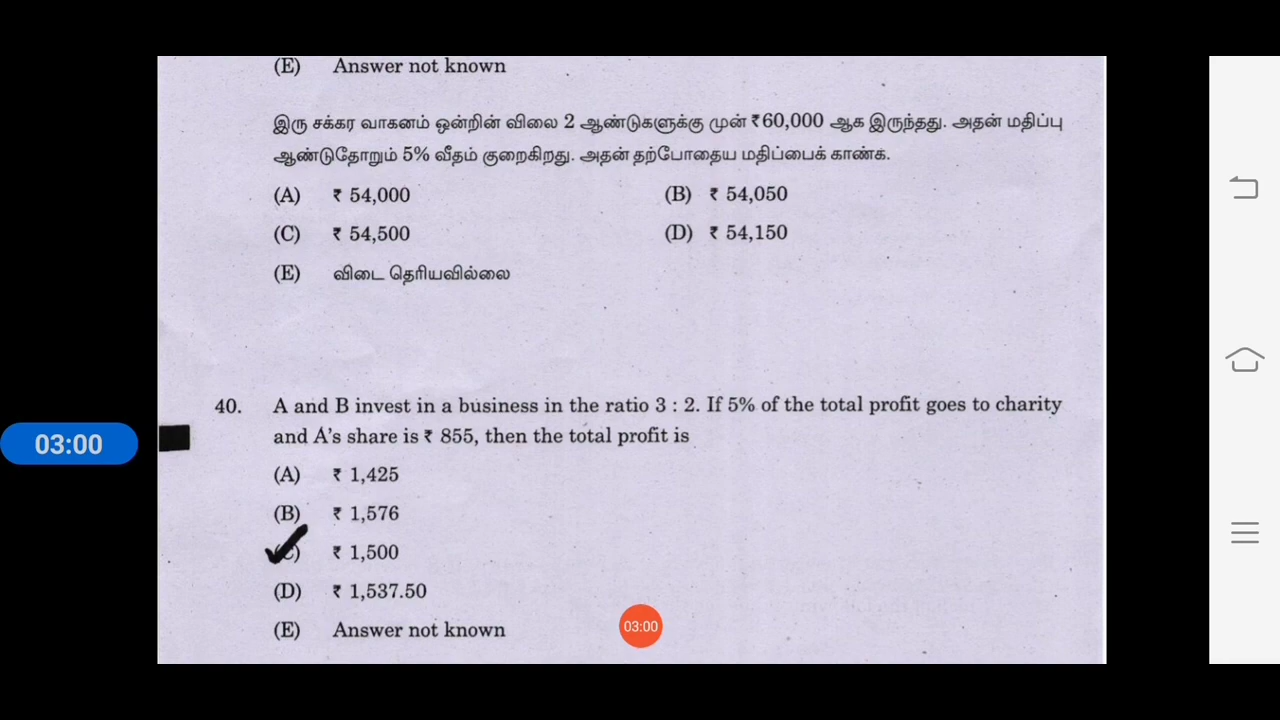 (E) Answer not known
இரு சக்கர வாகனம் ஒன்றின் விலை 2 ஆண்டுகளுக்கு முன் ₹60,000 ஆக இருந்தது. அதன் மதிப்பு
ஆண்டுதோறும் 5% வீதம் குறைகிறது. அதன் தற்போதைய மதிப்பைக் காண்க.
(A) ₹ 54,000 (B) ₹ 54,050
(C) ₹ 54,500 (D) ₹ 54,150
(E) விடை தெரியவில்லை
40. A and B invest in a business in the ratio 3 : 2. If 5% of the total profit goes to charity
and A's share is ₹ 855, then the total profit is
03:00
(A) ₹ 1,425
(B) ₹ 1,576
(C) ₹ 1,500
(D) ₹ 1,537.50
(E) Answer not known
03:00